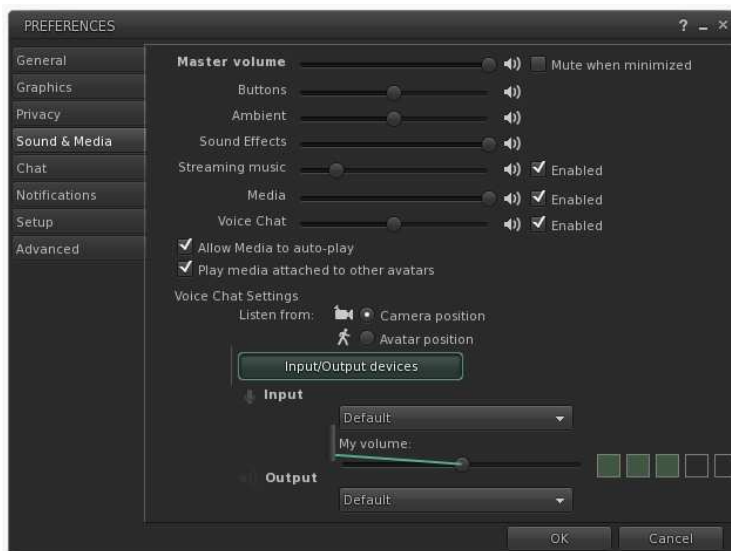 PREFERENCES ? _ ×
General
Graphics
Privacy
Sound & Media
Chat
Notifications
Setup
Advanced
Master volume Mute when minimized
Buttons
Ambient
Sound Effects
Streaming music Enabled
Media Enabled
Voice Chat Enabled
Allow Media to auto-play
Play media attached to other avatars
Voice Chat Settings
Listen from: Camera position
Avatar position
Input/Output devices
Input
Default
My volume:
Output
Default
OK Cancel